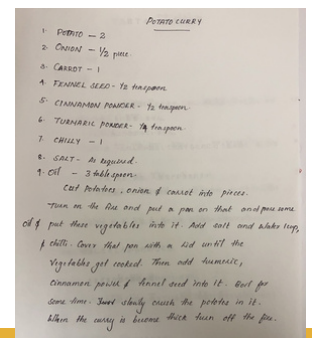 POTATO CURRY
1. POTATO - 2
2. ONION - 1/2 piece.
3. CARROT - 1
4. FENNEL SEED - 1/2 teaspoon
5. CINNAMON POWDER - 1/2 teaspoon
6. TURMARIC POWDER - 1/4 teaspoon
7. CHILLY - 1
8. SALT - As required.
9. Oil - 3 table spoon.
Cut Potatoes, onion & carrot into pieces.
Turn on the fire and put a pan on that and pour some
oil & put these vegetables into it. Add salt and water 1cup,
& chilli. Cover that pan with a lid until the
Vegetables get cooked. Then add tumeric,
Cinnamon powder & fennel seed into it. Boil for
some time. Just slowly crush the potatos in it.
When the curry is become thick turn off the fire.